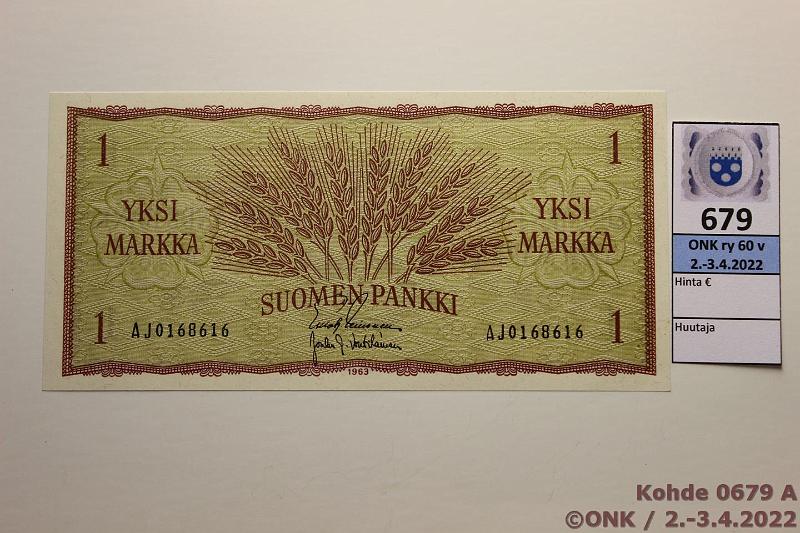 1
1
YKSI
MARKKA
YKSI
MARKKA
SUOMEN PANKKI
1
AJ0168616
AJ0168616
1
1963
679
ONK ry 60 v
2.-3.4.2022
Hinta €
Huutaja
Kohde 0679 A
©ONK / 2.-3.4.2022